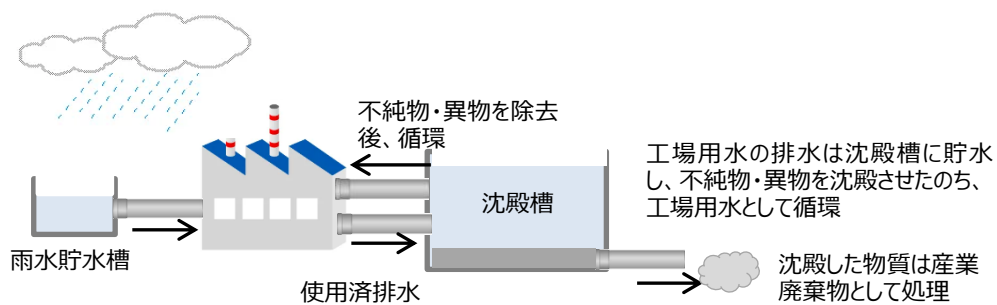 不純物・異物を除去
後、循環
工場用水の排水は沈殿槽に貯水
し、不純物・異物を沈殿させたのち、
工場用水として循環
沈殿槽
雨水貯水槽
使用済排水
沈殿した物質は産業
廃棄物として処理